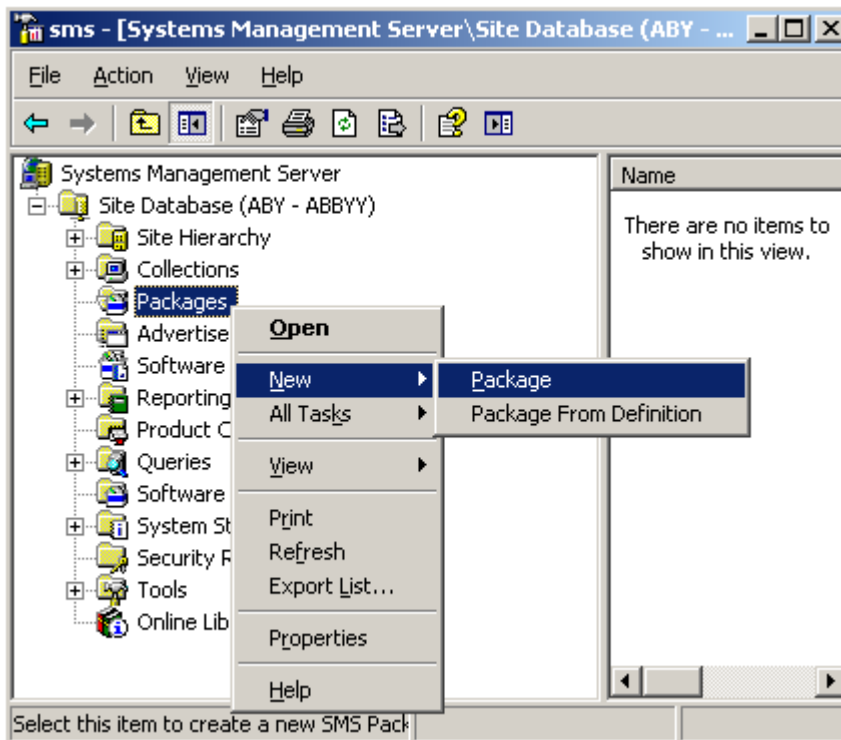 sms - [Systems Management Server\Site Database (ABY - ...
File Action View Help
Systems Management Server
Site Database (ABY - ABBYY)
Site Hierarchy
Collections
Packages
Advertise
Software
Reporting
Product C
Queries
Software
System St
Security R
Tools
Online Lib
Open
New
All Tasks
View
Print
Refresh
Export List...
Properties
Help
Package
Package From Definition
Name
There are no items to
show in this view.
Select this item to create a new SMS Pack